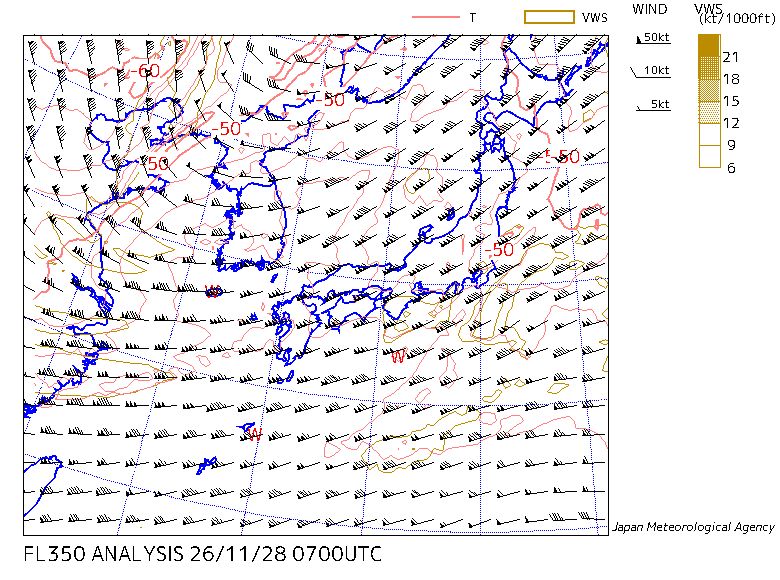 T VWS WIND VWS
(kt/1000ft)
50kt
10kt
5kt
21
18
15
12
9
6
-60
-50
-50
-50
-50
-50
W
W
W
Japan Meteorological Agency
FL350 ANALYSIS 26/11/28 0700UTC